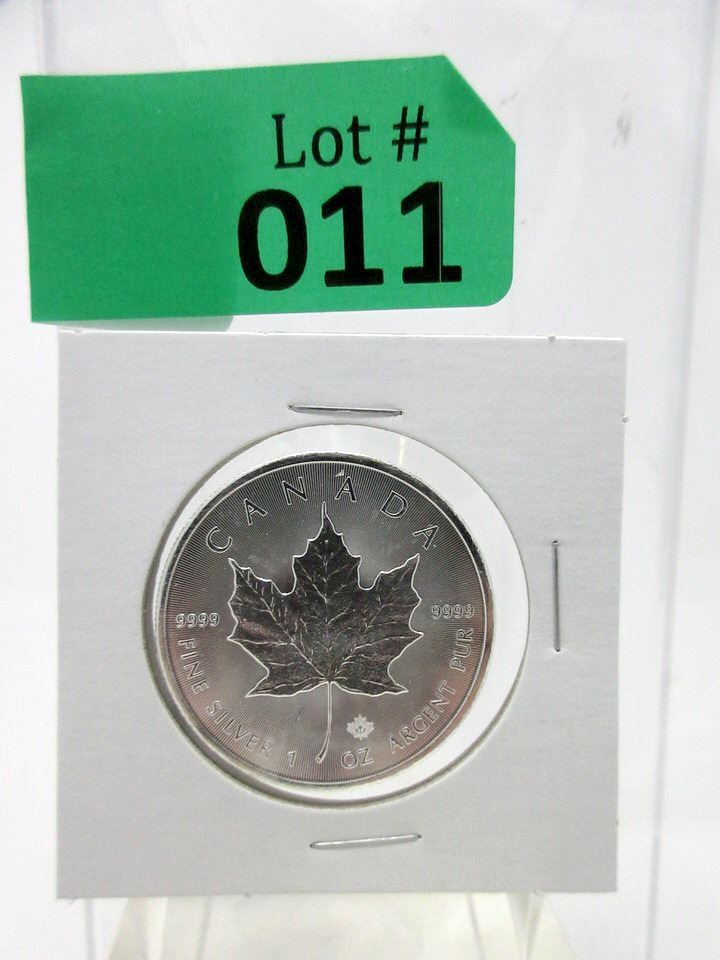 Lot #
011
CANADA
9999 9999
FINE SILVER 1 OZ ARGENT PUR